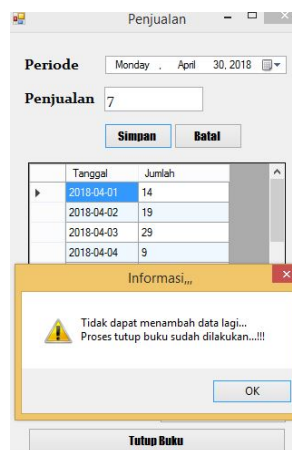 Penjualan
Periode Monday , April 30, 2018
Penjualan 7
Simpan Batal
Tanggal Jumlah
2018-04-01 14
2018-04-02 19
2018-04-03 29
2018-04-04 9
Informasi,,,
Tidak dapat menambah data lagi...
Proses tutup buku sudah dilakukan...!!!
OK
Tutup Buku